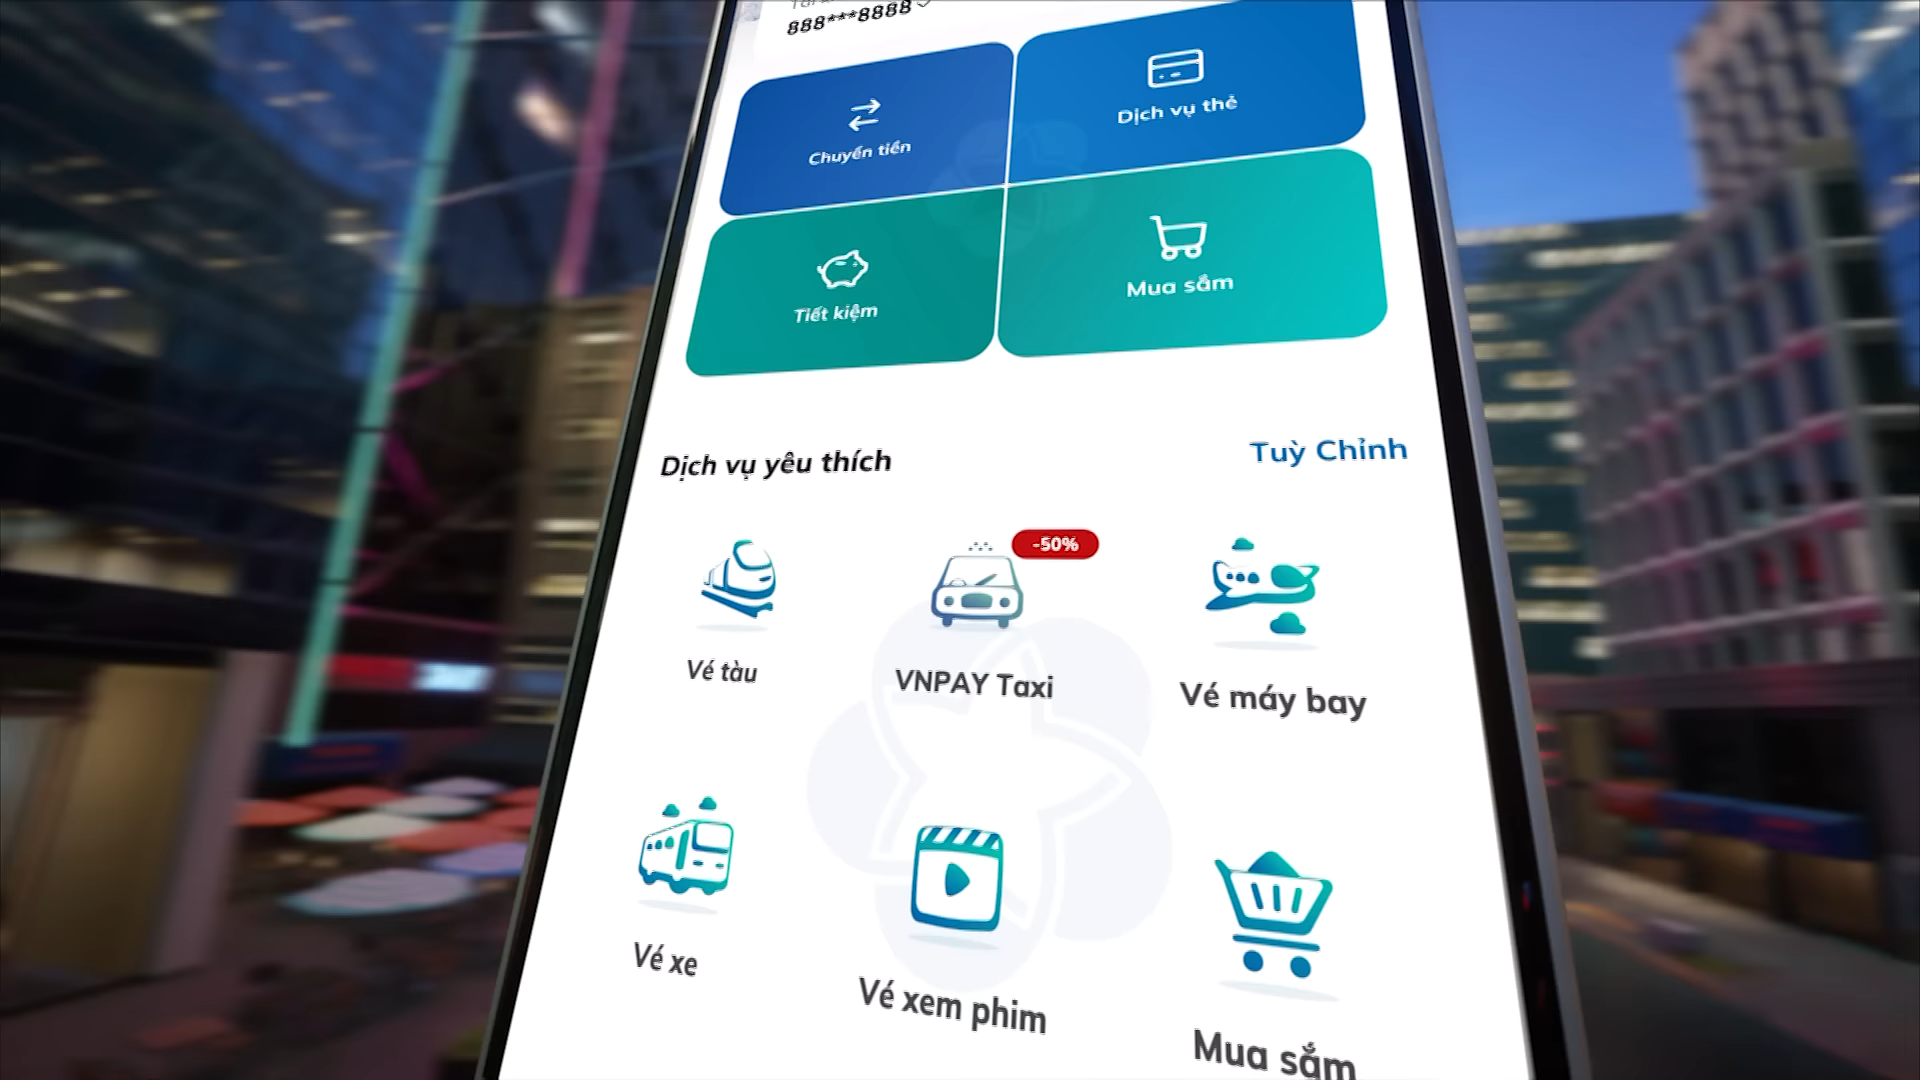 888***8888
Chuyển tiền
Dịch vụ thẻ
Tiết kiệm
Mua sắm
Dịch vụ yêu thích
Tuỳ Chỉnh
-50%
Vé tàu
VNPAY Taxi
Vé máy bay
Vé xe
Vé xem phim
Mua sắm